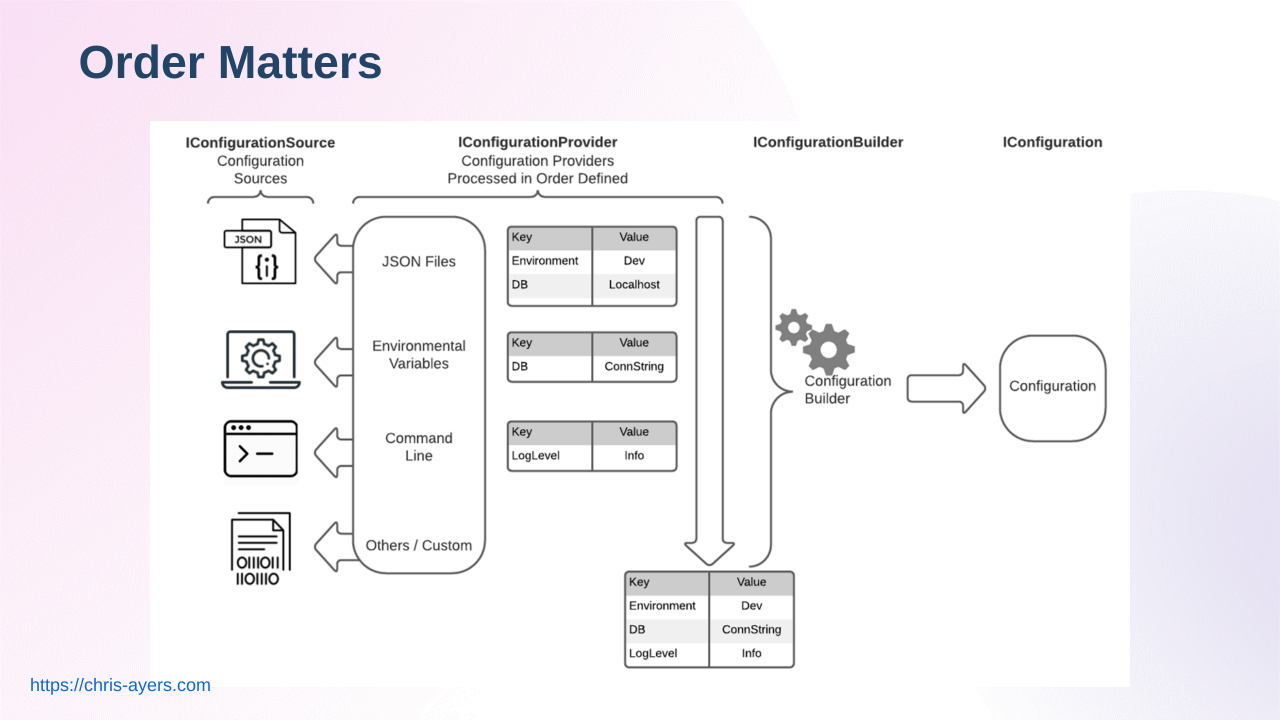 Order Matters
IConfigurationSource
Configuration
Sources
IConfigurationProvider
Configuration Providers
Processed in Order Defined
IConfigurationBuilder
IConfiguration
JSON
{i}
JSON Files
Key Value
Environment Dev
DB Localhost
Environmental
Variables
Key Value
DB ConnString
Command
Line
Key Value
LogLevel Info
Others / Custom
OIIIOII
IIOIIIO
Configuration
Builder
Configuration
Key Value
Environment Dev
DB ConnString
LogLevel Info
https://chris-ayers.com